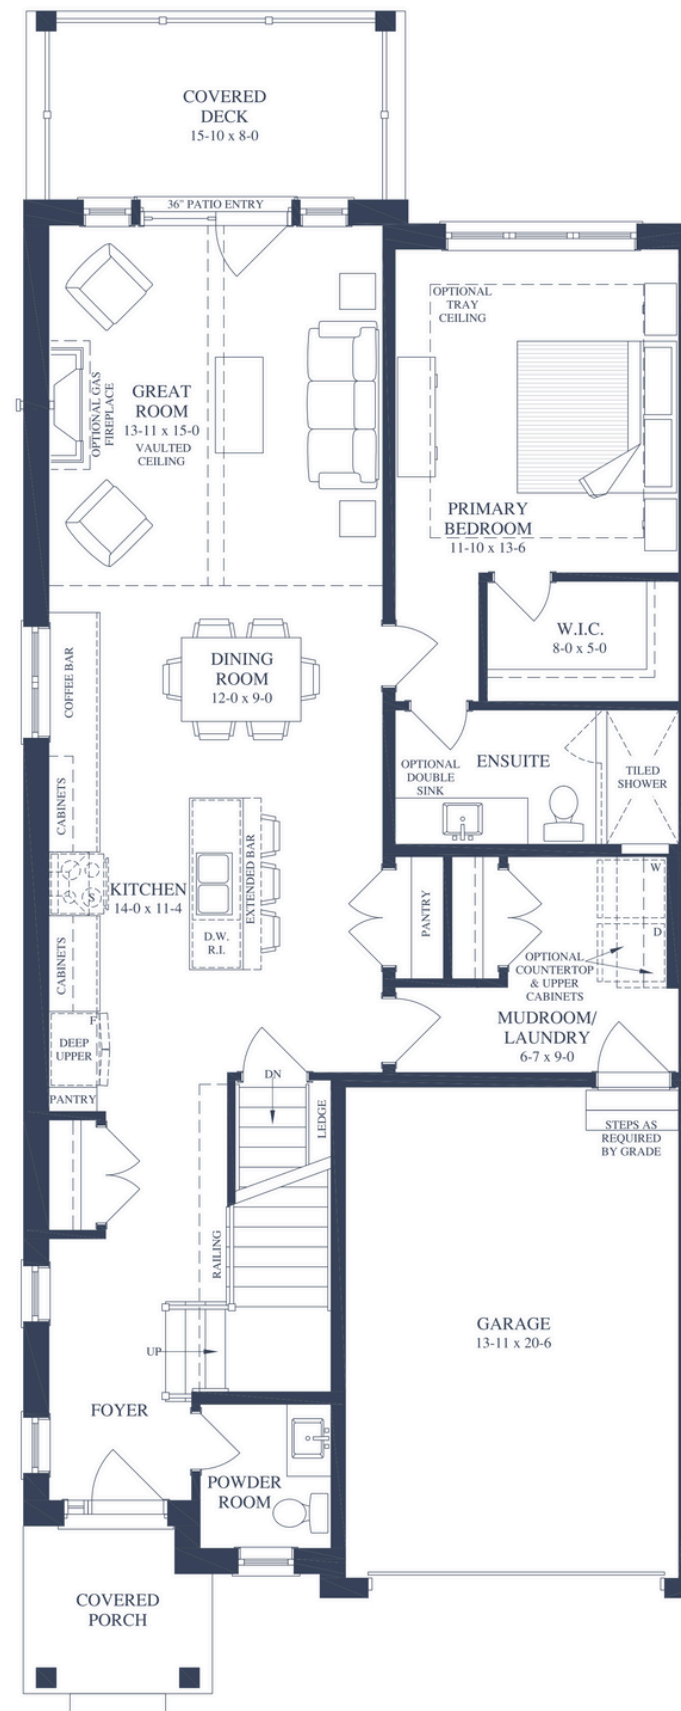 COVERED
DECK
15-10 x 8-0
36" PATIO ENTRY
OPTIONAL
TRAY
CEILING
OPTIONAL GAS
FIREPLACE
GREAT
ROOM
13-11 x 15-0
VAULTED
CEILING
PRIMARY
BEDROOM
11-10 x 13-6
W.I.C.
8-0 x 5-0
COFFEE BAR
DINING
ROOM
12-0 x 9-0
OPTIONAL
DOUBLE
SINK
ENSUITE
TILED
SHOWER
CABINETS
S
KITCHEN
14-0 x 11-4
EXTENDED BAR
D.W.
R.I.
PANTRY
W
D
OPTIONAL
COUNTERTOP
& UPPER
CABINETS
CABINETS
F
DEEP
UPPER
PANTRY
MUDROOM/
LAUNDRY
6-7 x 9-0
DN
LEDGE
STEPS AS
REQUIRED
BY GRADE
RAILING
UP
GARAGE
13-11 x 20-6
FOYER
POWDER
ROOM
COVERED
PORCH